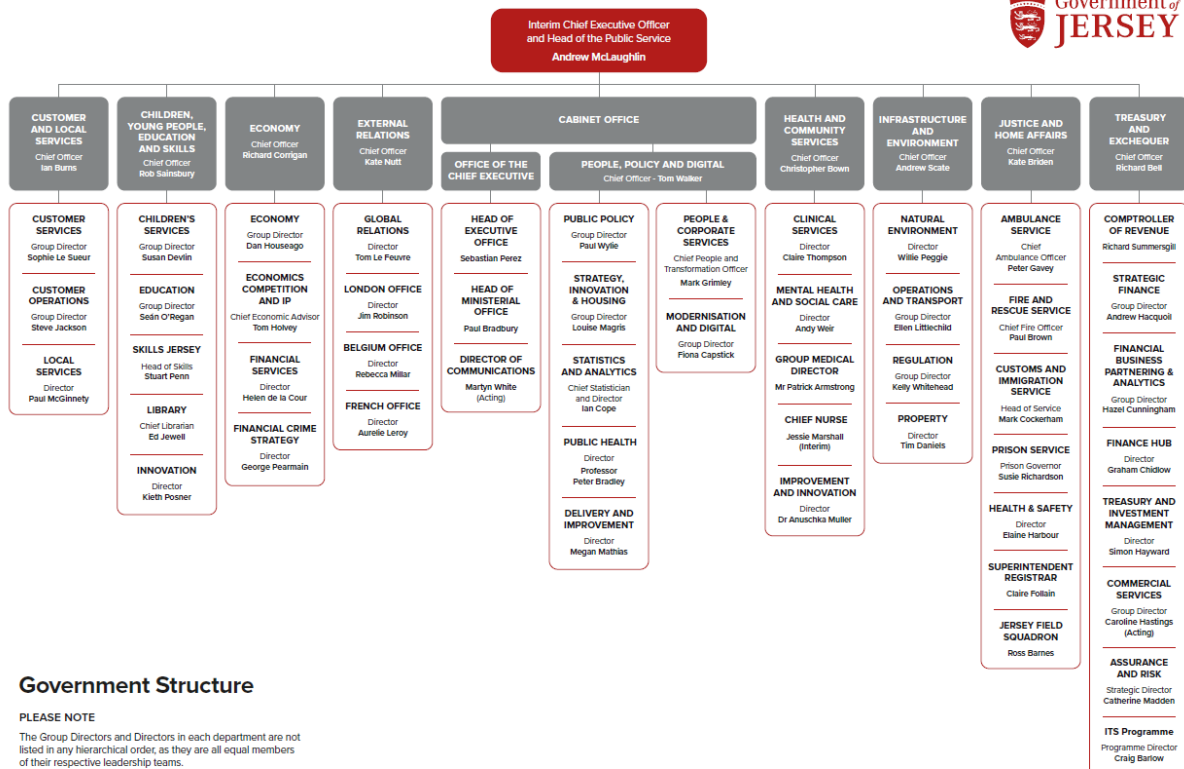 Government of
JERSEY
Interim Chief Executive Officer
and Head of the Public Service
Andrew McLaughlin
CUSTOMER
AND LOCAL
SERVICES
Chief Officer
Ian Burns
CHILDREN,
YOUNG PEOPLE,
EDUCATION
AND SKILLS
Chief Officer
Rob Sainsbury
ECONOMY
Chief Officer
Richard Corrigan
EXTERNAL
RELATIONS
Chief Officer
Kate Nutt
CABINET OFFICE
OFFICE OF THE
CHIEF EXECUTIVE
PEOPLE, POLICY AND DIGITAL
Chief Officer - Tom Walker
HEALTH AND
COMMUNITY
SERVICES
Chief Officer
Christopher Bown
INFRASTRUCTURE
AND
ENVIRONMENT
Chief Officer
Andrew Scate
JUSTICE AND
HOME AFFAIRS
Chief Officer
Kate Briden
TREASURY
AND
EXCHEQUER
Chief Officer
Richard Bell
CUSTOMER
SERVICES
Group Director
Sophie Le Sueur
CUSTOMER
OPERATIONS
Group Director
Steve Jackson
LOCAL
SERVICES
Director
Paul McGinnety
CHILDREN'S
SERVICES
Group Director
Susan Devlin
EDUCATION
Group Director
Seán O'Regan
SKILLS JERSEY
Head of Skills
Stuart Penn
LIBRARY
Chief Librarian
Ed Jewell
INNOVATION
Director
Kieth Posner
ECONOMY
Group Director
Dan Houseago
ECONOMICS
COMPETITION
AND IP
Chief Economic Advisor
Tom Holvey
FINANCIAL
SERVICES
Director
Helen de la Cour
FINANCIAL CRIME
STRATEGY
Director
George Pearmain
GLOBAL
RELATIONS
Director
Tom Le Feuvre
LONDON OFFICE
Director
Jim Robinson
BELGIUM OFFICE
Director
Rebecca Millar
FRENCH OFFICE
Director
Aurelie Leroy
HEAD OF
EXECUTIVE
OFFICE
Sebastian Perez
HEAD OF
MINISTERIAL
OFFICE
Paul Bradbury
DIRECTOR OF
COMMUNICATIONS
Martyn White
(Acting)
PUBLIC POLICY
Group Director
Paul Wylie
STRATEGY,
INNOVATION
& HOUSING
Group Director
Louise Magris
STATISTICS
AND ANALYTICS
Chief Statistician
and Director
Ian Cope
PUBLIC HEALTH
Director
Professor
Peter Bradley
DELIVERY AND
IMPROVEMENT
Director
Megan Mathias
PEOPLE &
CORPORATE
SERVICES
Chief People and
Transformation Officer
Mark Grimley
MODERNISATION
AND DIGITAL
Group Director
Fiona Capstick
CLINICAL
SERVICES
Director
Claire Thompson
MENTAL HEALTH
AND SOCIAL CARE
Director
Andy Weir
GROUP MEDICAL
DIRECTOR
Mr Patrick Armstrong
CHIEF NURSE
Jessie Marshall
(Interim)
IMPROVEMENT
AND INNOVATION
Director
Dr Anuschka Muller
NATURAL
ENVIRONMENT
Director
Willie Peggie
OPERATIONS
AND TRANSPORT
Group Director
Ellen Littlechild
REGULATION
Group Director
Kelly Whitehead
PROPERTY
Director
Tim Daniels
AMBULANCE
SERVICE
Chief
Ambulance Officer
Peter Gavey
FIRE AND
RESCUE SERVICE
Chief Fire Officer
Paul Brown
CUSTOMS AND
IMMIGRATION
SERVICE
Head of Service
Mark Cockerham
PRISON SERVICE
Prison Governor
Susie Richardson
HEALTH & SAFETY
Director
Elaine Harbour
SUPERINTENDENT
REGISTRAR
Claire Follain
JERSEY FIELD
SQUADRON
Ross Barnes
COMPTROLLER
OF REVENUE
Richard Summersgill
STRATEGIC
FINANCE
Group Director
Andrew Hacquoil
FINANCIAL
BUSINESS
PARTNERING &
ANALYTICS
Group Director
Hazel Cunningham
FINANCE HUB
Director
Graham Chidlow
TREASURY AND
INVESTMENT
MANAGEMENT
Director
Simon Hayward
COMMERCIAL
SERVICES
Group Director
Caroline Hastings
(Acting)
ASSURANCE
AND RISK
Strategic Director
Catherine Madden
ITS Programme
Programme Director
Craig Barlow
Government Structure
PLEASE NOTE
The Group Directors and Directors in each department are not
listed in any hierarchical order, as they are all equal members
of their respective leadership teams.